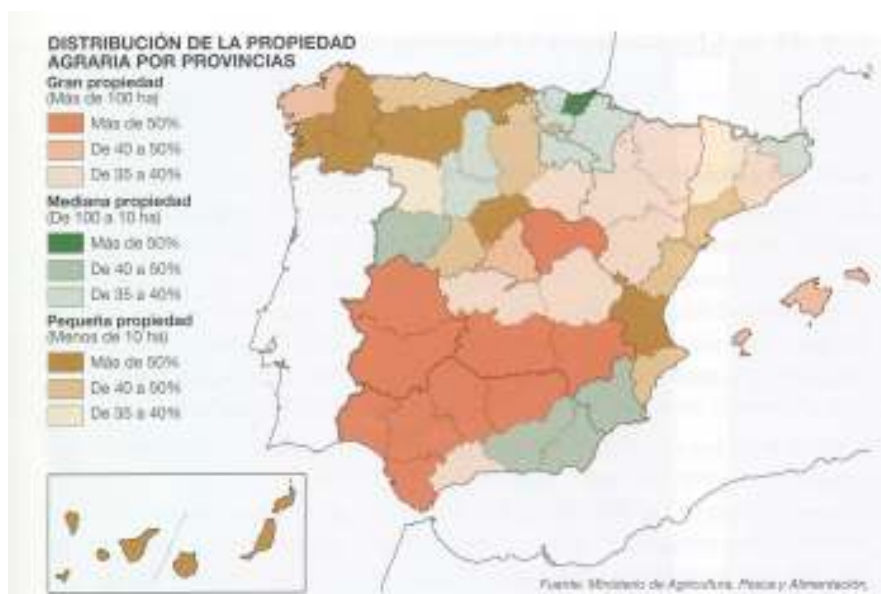 DISTRIBUCIÓN DE LA PROPIEDAD
AGRARIA POR PROVINCIAS
Gran propiedad
(Más de 100 ha)
Más de 50%
De 40 a 50%
De 35 a 40%
Mediana propiedad
(De 100 a 10 ha)
Más de 50%
De 40 a 50%
De 35 a 40%
Pequeña propiedad
(Menos de 10 ha)
Más de 50%
De 40 a 50%
De 35 a 40%
Fuente: Ministerio de Agricultura, Pesca y Alimentación,